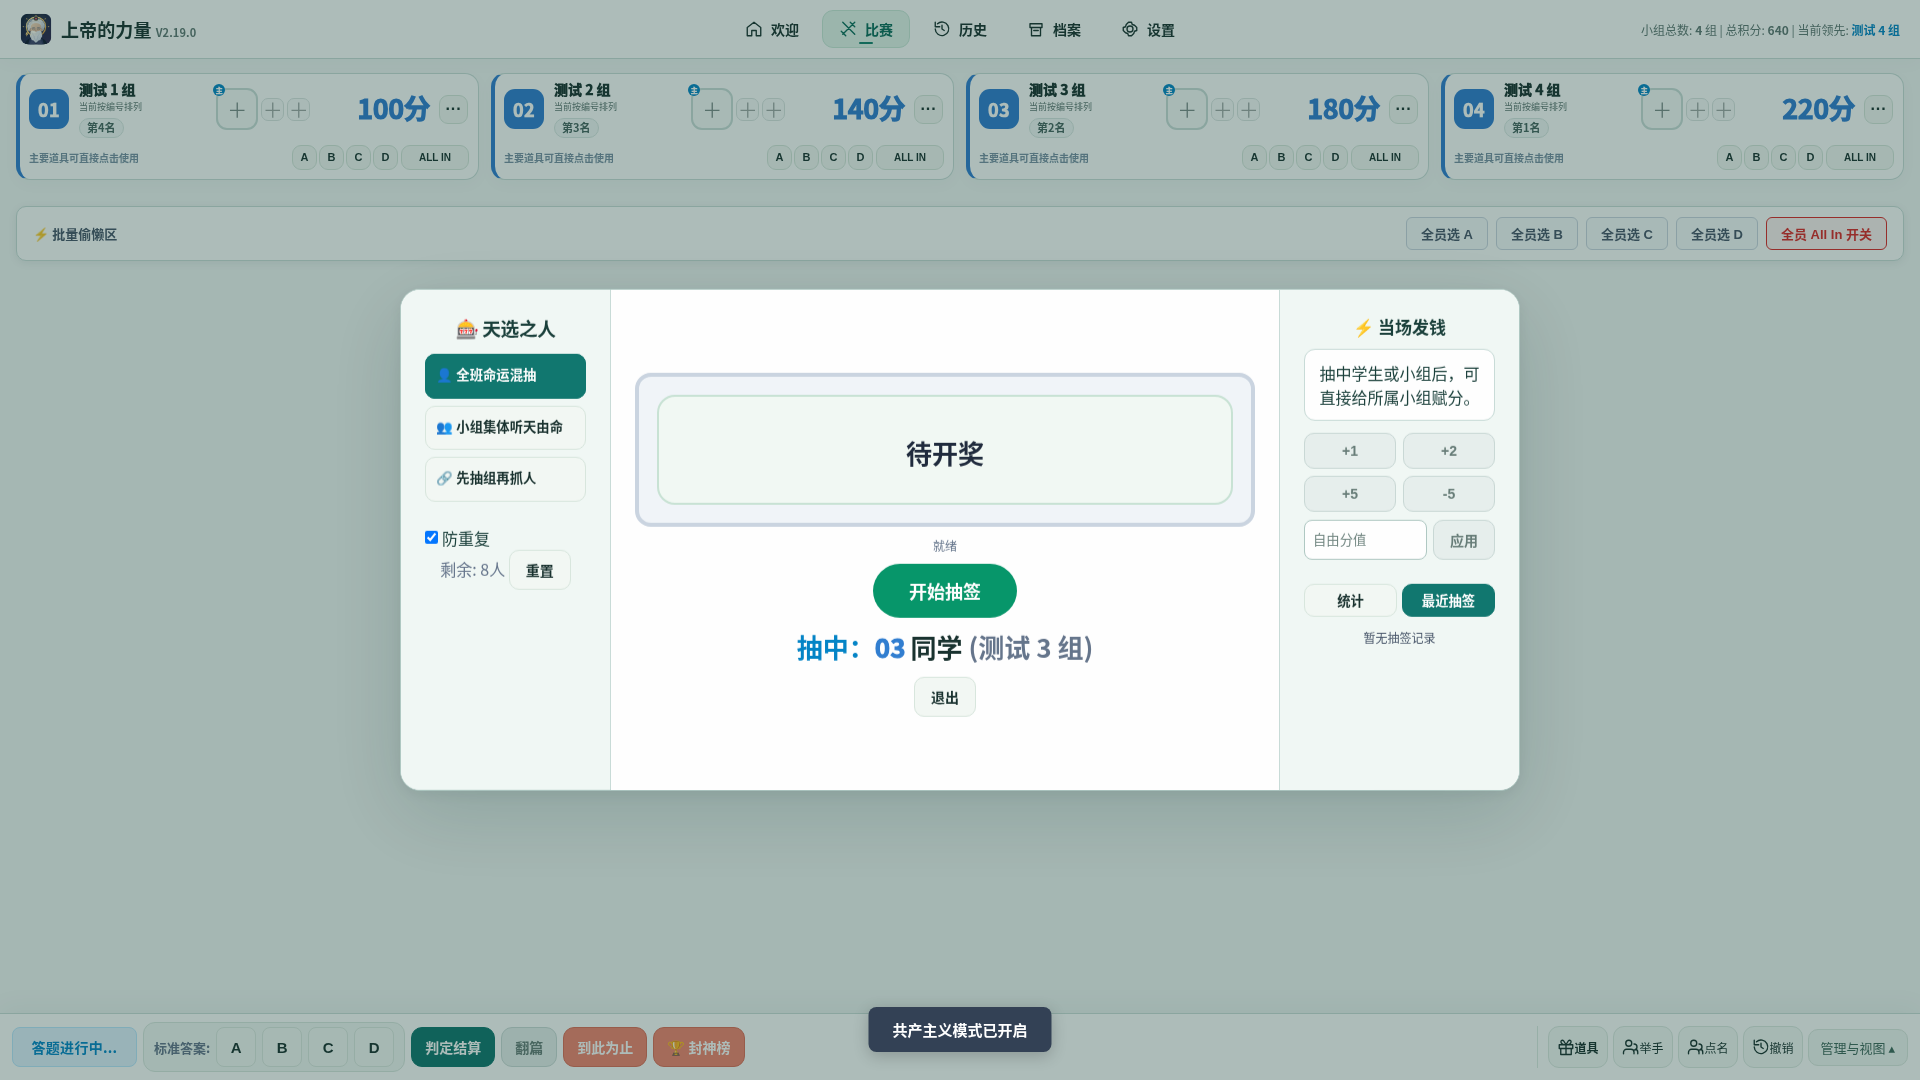 上帝的力量 V2.19.0
欢迎
比赛
历史
档案
设置
小组总数: 4 组 | 总积分: 640 | 当前领先: 测试 4 组
01
测试 1 组
当前按编号排列
第4名
主
100分
...
主要道具可直接点击使用
A
B
C
D
ALL IN
02
测试 2 组
当前按编号排列
第3名
主
140分
...
主要道具可直接点击使用
A
B
C
D
ALL IN
03
测试 3 组
当前按编号排列
第2名
主
180分
...
主要道具可直接点击使用
A
B
C
D
ALL IN
04
测试 4 组
当前按编号排列
第1名
主
220分
...
主要道具可直接点击使用
A
B
C
D
ALL IN
⚡ 批量偷懒区
全员选 A
全员选 B
全员选 C
全员选 D
全员 All In 开关
🎰 天选之人
👤 全班命运混抽
👥 小组集体听天由命
🔗 先抽组再抓人
防重复
剩余: 8人
重置
待开奖
就绪
开始抽签
抽中：03 同学 (测试 3 组)
退出
⚡ 当场发钱
抽中学生或小组后，可
直接给所属小组赋分。
+1
+2
+5
-5
自由分值
应用
统计
最近抽签
暂无抽签记录
共产主义模式已开启
答题进行中...
标准答案:
A
B
C
D
判定结算
翻篇
到此为止
🏆 封神榜
道具
举手
点名
撤销
管理与视图 ▴